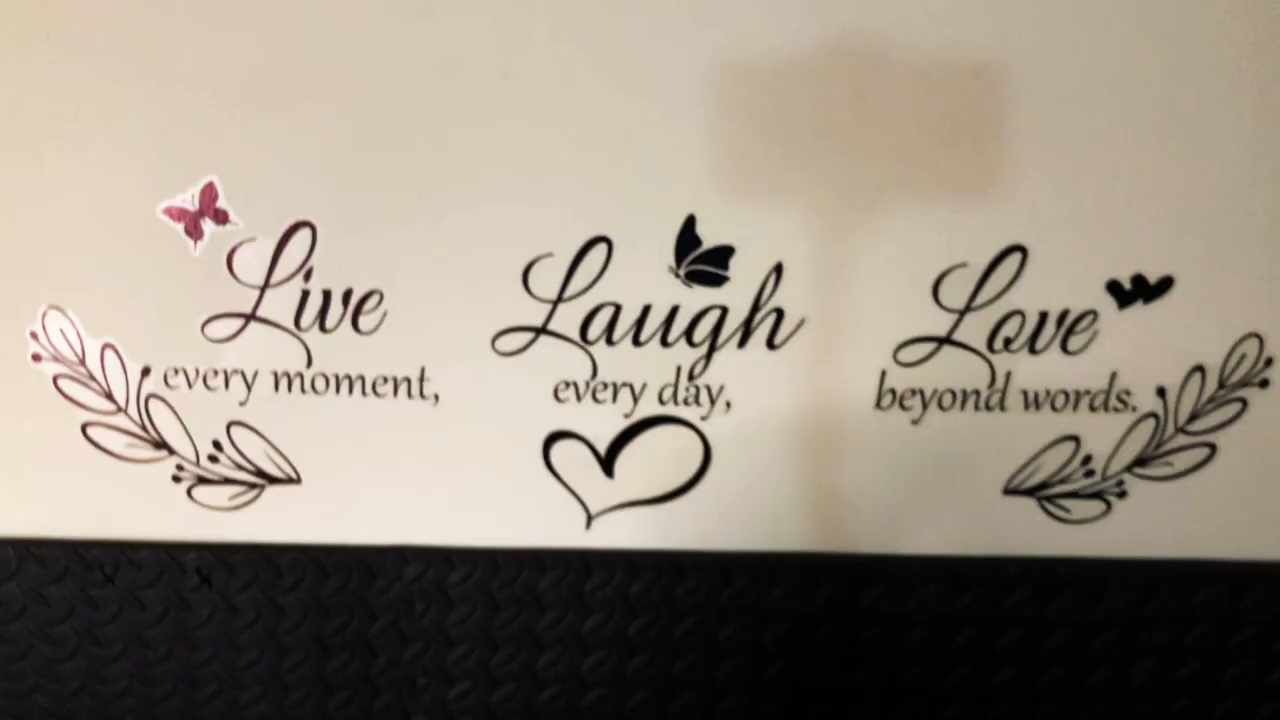 Live
every moment,
Laugh
every day,
Love
beyond words.